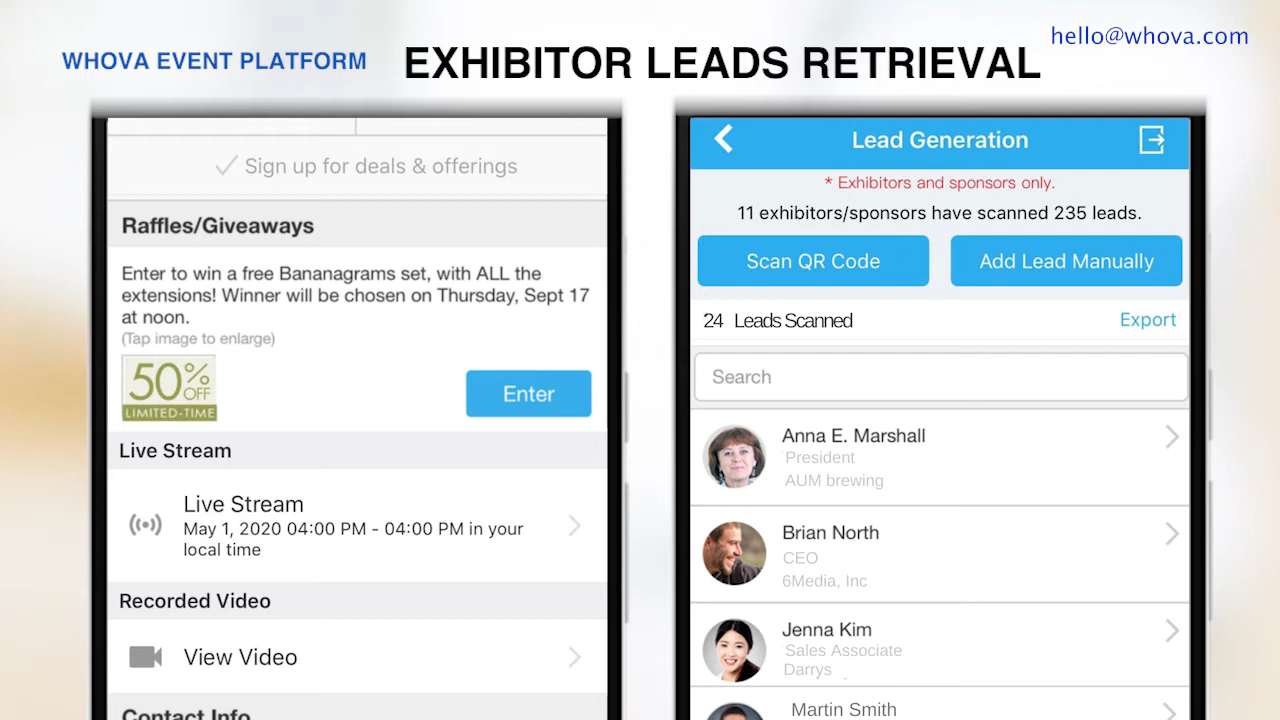 WHOVA EVENT PLATFORM
EXHIBITOR LEADS RETRIEVAL
hello@whova.com
Sign up for deals & offerings
Raffles/Giveaways
Enter to win a free Bananagrams set, with ALL the
extensions! Winner will be chosen on Thursday, Sept 17
at noon.
(Tap image to enlarge)
50% OFF
LIMITED-TIME
Enter
Live Stream
Live Stream
May 1, 2020 04:00 PM - 04:00 PM in your
local time
Recorded Video
View Video
Contact Info
Lead Generation
* Exhibitors and sponsors only.
11 exhibitors/sponsors have scanned 235 leads.
Scan QR Code
Add Lead Manually
24 Leads Scanned
Export
Search
Anna E. Marshall
President
AUM brewing
Brian North
CEO
6Media, Inc
Jenna Kim
Sales Associate
Darrys
Martin Smith